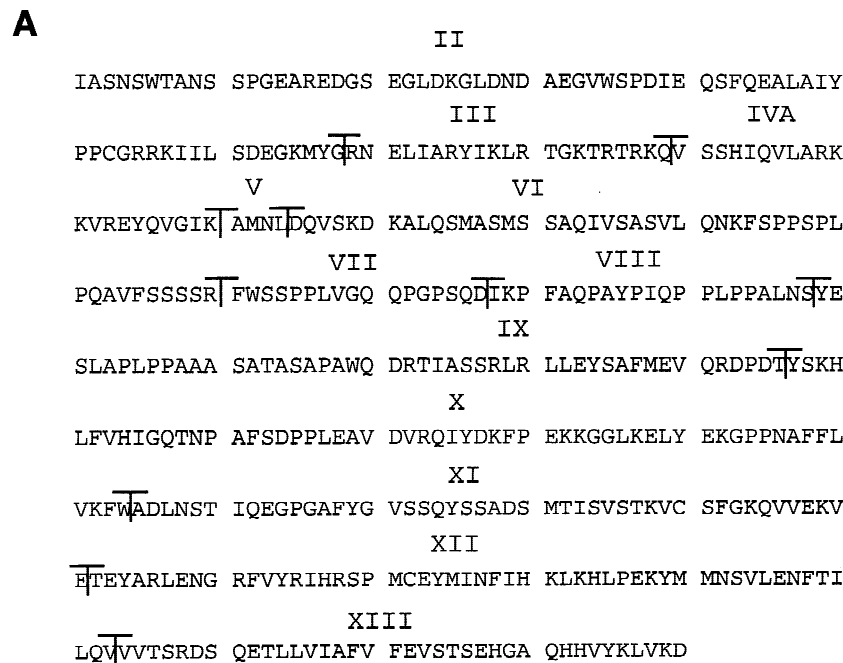 A
II
IASNSWTANS SPGEAREDGS EGLDKGLDND AEGVWSPDIE QSFQEALAIY
III IVA
PPCGRRKIIL SDEGKMYGRN ELIARYIKLR TGKTRTRKQV SSHIQVLARK
V VI
KVREYQVGIK AMNLDQVSKD KALQSMASMS SAQIVSASVL QNKFSPPSPL
VII VIII
PQAVFSSSSR FWSSPPLVGQ QPGPSQDIKP FAQPAYPIQP PLPPALNSYE
IX
SLAPLPPAAA SATASAPAWQ DRTIASSRLR LLEYSAFMEV QRDPDTYSKH
X
LFVHIGQTNP AFSDPPLEAV DVRQIYDKFP EKKGGLKELY EKGPPNAFFL
XI
VKFWADLNST IQEGPGAFYG VSSQYSSADS MTISVSTKVC SFGKQVVEKV
XII
ETEYARLENG RFVYRIHRSP MCEYMINFIH KLKHLPEKYM MNSVLENFTI
XIII
LQVVVTSRDS QETLLVIAFV FEVSTSEHGA QHHVYKLVKD